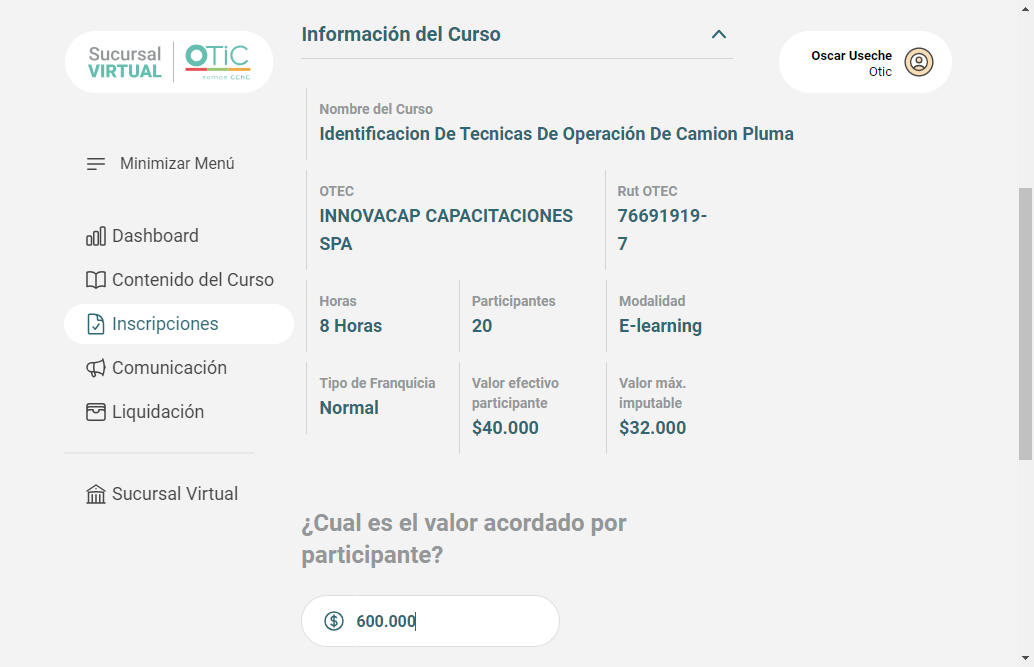 Sucursal
VIRTUAL
OTiC
somos CChC
Minimizar Menú
Dashboard
Contenido del Curso
Inscripciones
Comunicación
Liquidación
Sucursal Virtual
Información del Curso
Nombre del Curso
Identificacion De Tecnicas De Operación De Camion Pluma
OTEC
INNOVACAP CAPACITACIONES
SPA
Rut OTEC
76691919-
7
Horas
8 Horas
Participantes
20
Modalidad
E-learning
Tipo de Franquicia
Normal
Valor efectivo
participante
$40.000
Valor máx.
imputable
$32.000
¿Cual es el valor acordado por
participante?
$ 600.000
Oscar Useche
Otic